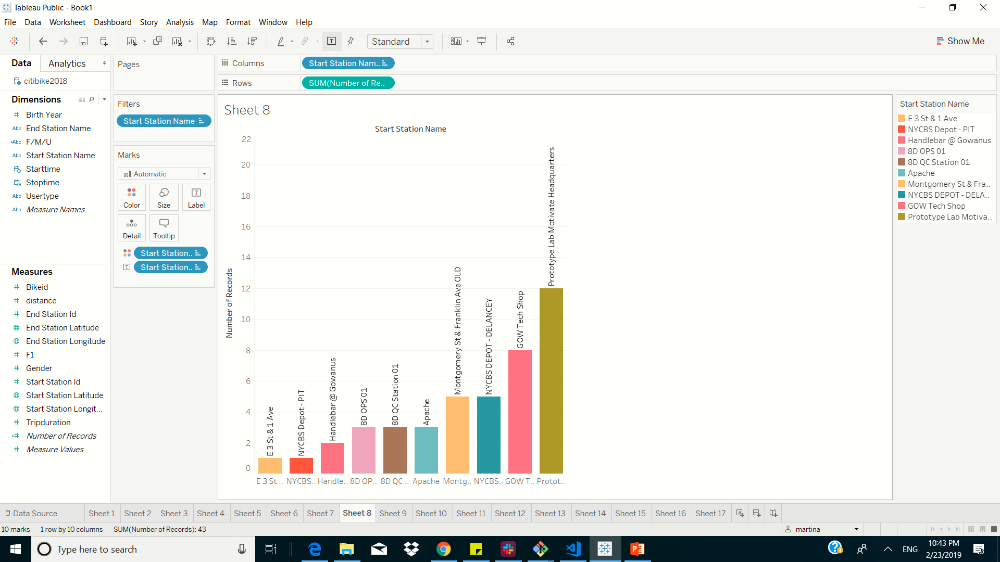 Tableau Public - Book1
File Data Worksheet Dashboard Story Analysis Map Format Window Help
Standard
Show Me
Data Analytics
citibike2018
Dimensions
Birth Year
Abc End Station Name
=Abc F/M/U
Abc Start Station Name
Starttime
Stoptime
Abc Usertype
Abc Measure Names
Measures
Bikeid
distance
End Station Id
End Station Latitude
End Station Longitude
F1
Gender
Start Station Id
Start Station Latitude
Start Station Longit...
Tripduration
Number of Records
Measure Values
Pages
Filters
Start Station Name
Marks
Automatic
Color Size Label
Detail Tooltip
Start Station..
Start Station..
Columns Start Station Nam..
Rows SUM(Number of Re..
Sheet 8
Start Station Name
Number of Records
22
20
18
16
14
12
10
8
6
4
2
0
E 3 St & 1 Ave
NYCBS Depot - PIT
Handlebar @ Gowanus
8D OPS 01
8D QC Station 01
Apache
Montgomery St & Franklin Ave OLD
NYCBS DEPOT - DELANCEY
GOW Tech Shop
Prototype Lab Motivate Headquarters
E 3 St .. NYCBS.. Handle.. 8D OP.. 8D QC .. Apache Montg.. NYCBS.. GOW T.. Protot..
Start Station Name
E 3 St & 1 Ave
NYCBS Depot - PIT
Handlebar @ Gowanus
8D OPS 01
8D QC Station 01
Apache
Montgomery St & Fra..
NYCBS DEPOT - DELA..
GOW Tech Shop
Prototype Lab Motiva..
Data Source Sheet 1 Sheet 2 Sheet 3 Sheet 4 Sheet 5 Sheet 6 Sheet 7 Sheet 8 Sheet 9 Sheet 10 Sheet 11 Sheet 12 Sheet 13 Sheet 14 Sheet 15 Sheet 16 Sheet 17
10 marks 1 row by 10 columns SUM(Number of Records): 43 martina
Type here to search
ENG
10:43 PM
2/23/2019